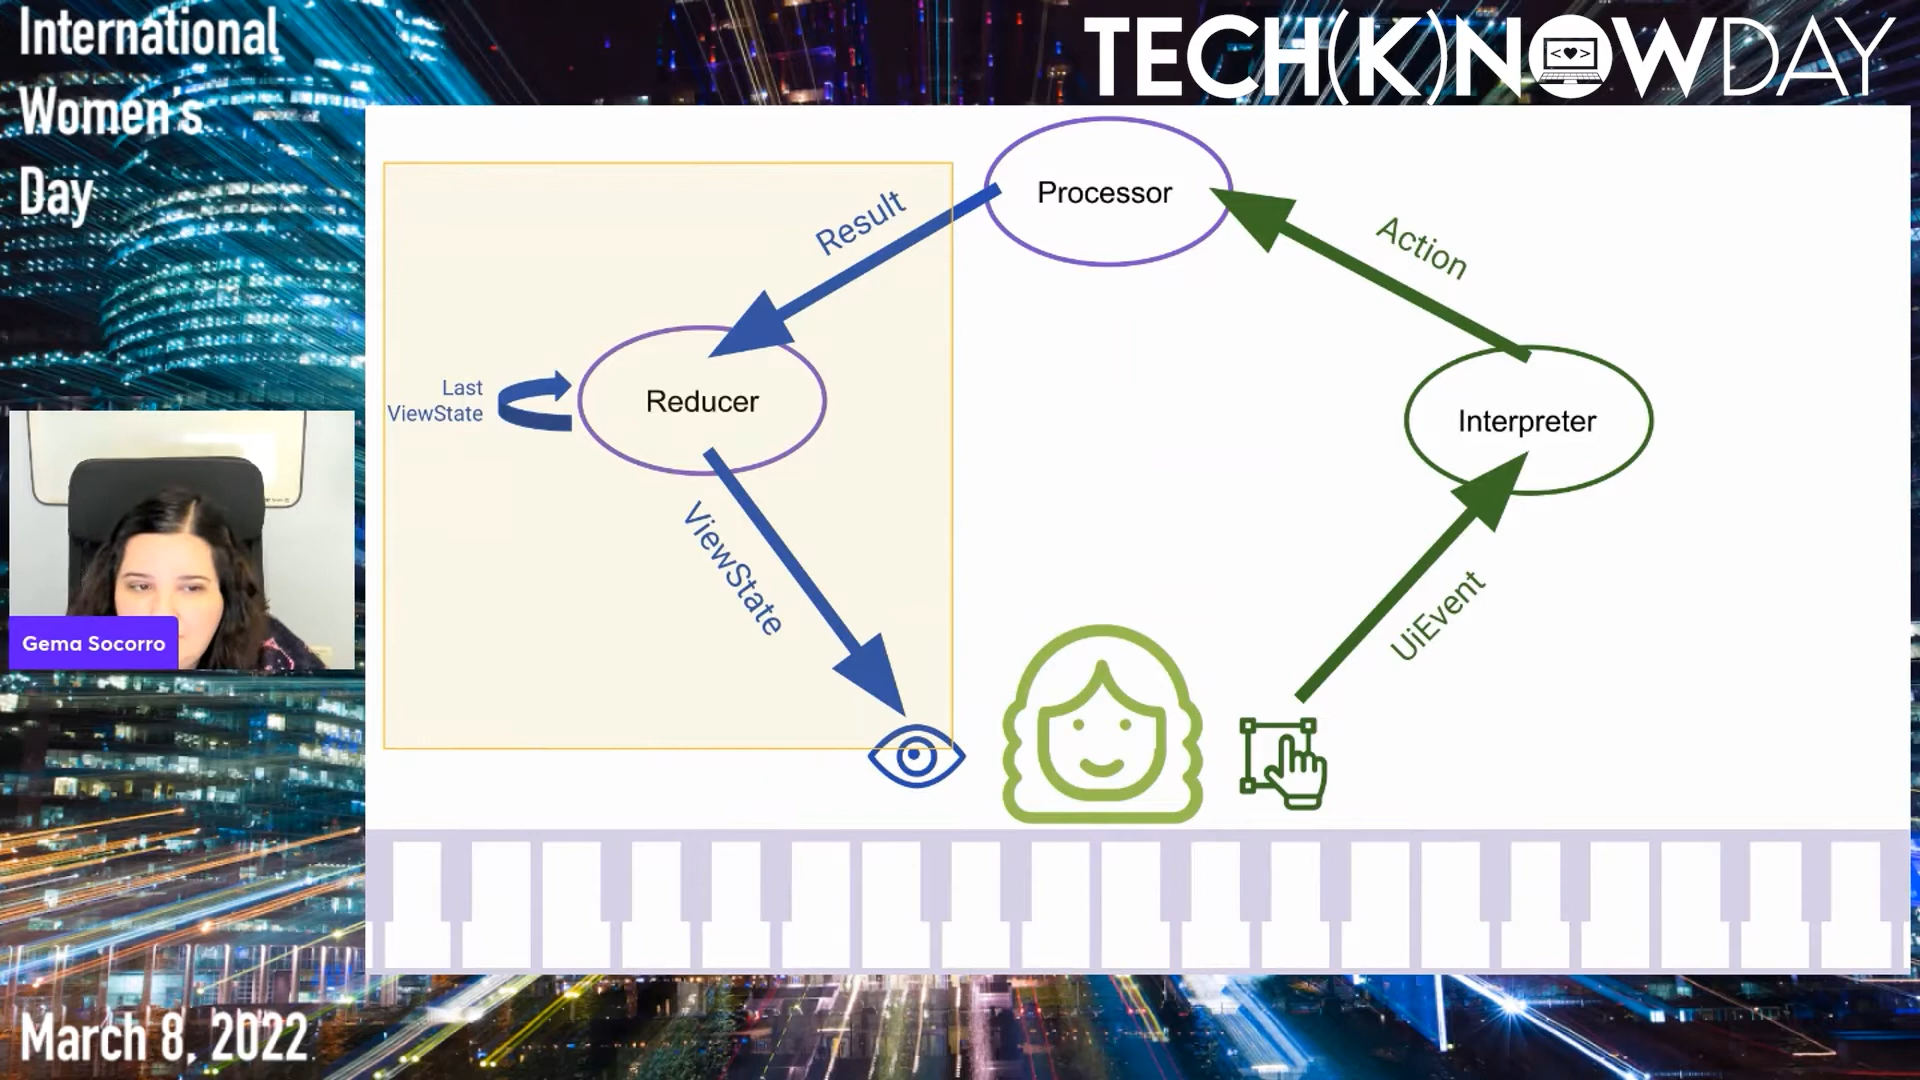 International
Women's
Day
TECH(K)NOWDAY
Processor
Result
Action
Last
ViewState
Reducer
Interpreter
ViewState
UiEvent
Gema Socorro
March 8, 2022